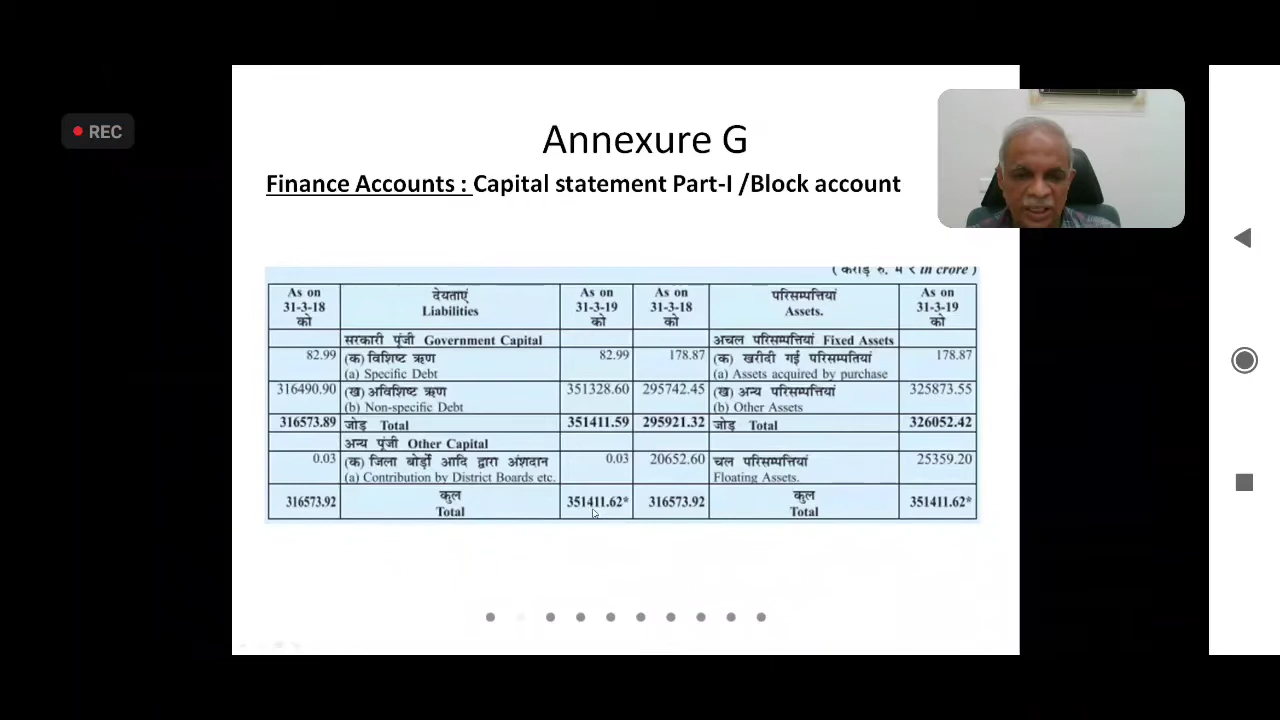 REC
Annexure G
Finance Accounts : Capital statement Part-I /Block account
( करोड़ रु. में ₹ in crore )
As on 31-3-18 को देयताएं Liabilities As on 31-3-19 को As on 31-3-18 को परिसम्पत्तियां Assets. As on 31-3-19 को
सरकारी पूंजी Government Capital अचल परिसम्पत्तियां Fixed Assets
82.99 (क) विशिष्ट ऋण 82.99 178.87 (क) खरीदी गई परिसम्पतियां 178.87
(a) Specific Debt (a) Assets acquired by purchase
316490.90 (ख) अविशिष्ट ऋण 351328.60 295742.45 (ख) अन्य परिसम्पत्तियां 325873.55
(b) Non-specific Debt (b) Other Assets
316573.89 जोड़ Total 351411.59 295921.32 जोड़ Total 326052.42
अन्य पूंजी Other Capital
0.03 (क) जिला बोर्डों आदि द्वारा अंशदान 0.03 20652.60 चल परिसम्पत्तियां 25359.20
(a) Contribution by District Boards etc. Floating Assets.
316573.92 कुल Total 351411.62* 316573.92 कुल Total 351411.62*